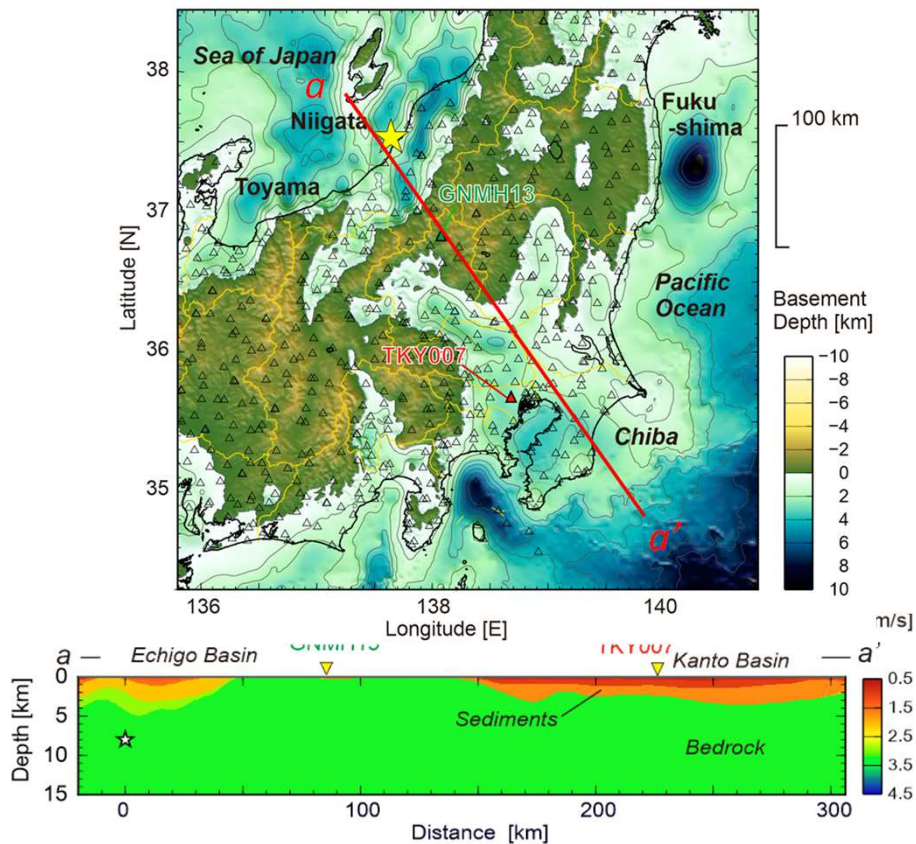 38
37
36
35
Latitude [N]
136
138
140
Longitude [E]
Sea of Japan
a
Niigata
Toyama
GNMH13
Fuku
-shima
Pacific
Ocean
TKY007
Chiba
a′
100 km
Basement
Depth [km]
−10
−8
−6
−4
−2
0
2
4
6
8
10
m/s]
a
Echigo Basin
GNMH13
TKY007
Kanto Basin
a′
0
5
10
15
Depth [km]
Sediments
Bedrock
0.5
1.5
2.5
3.5
4.5
0
100
200
300
Distance [km]